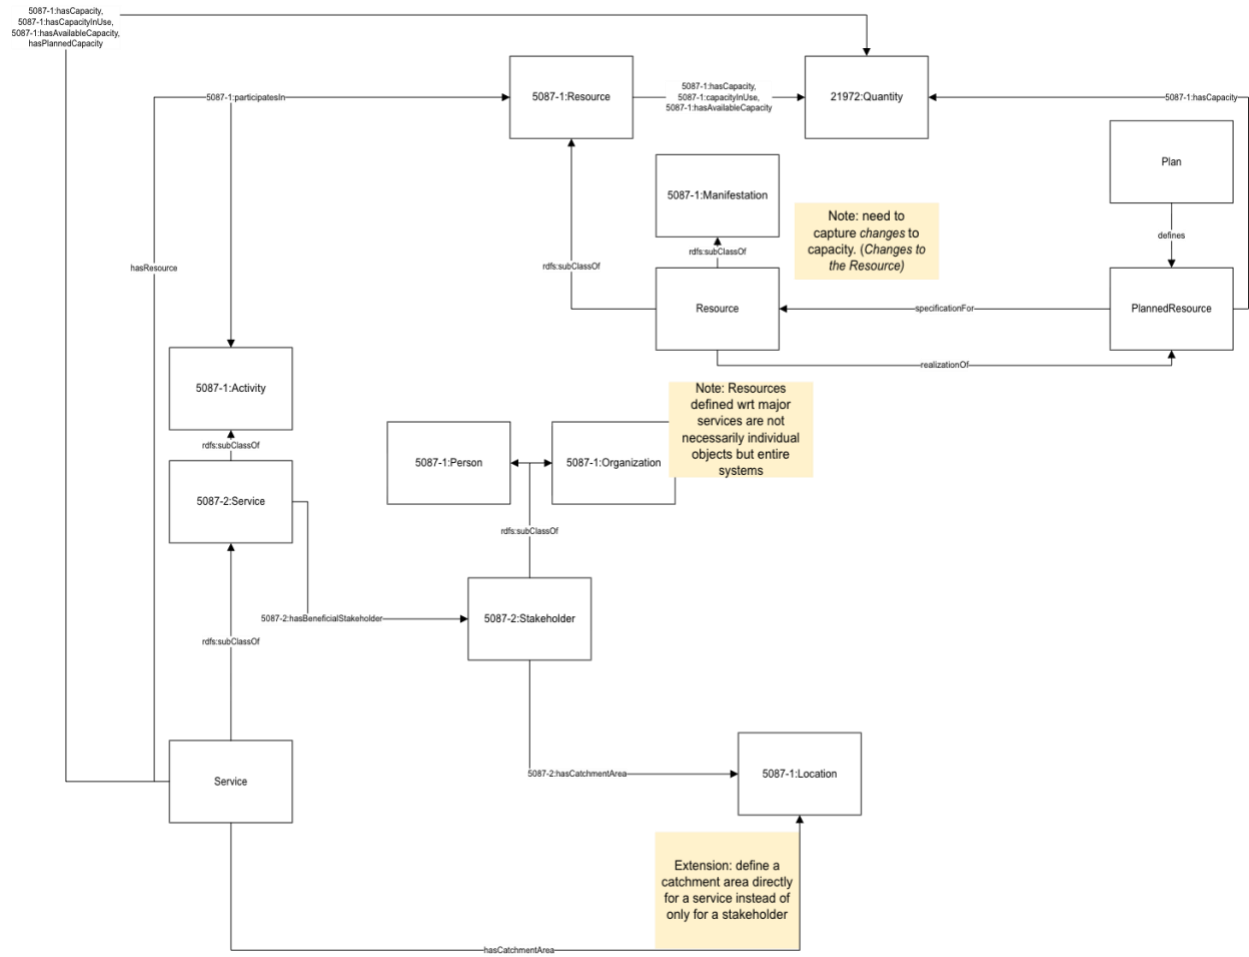 5087-1:hasCapacity,
5087-1:hasCapacityInUse,
5087-1:hasAvailableCapacity,
hasPlannedCapacity
5087-1:participatesIn
5087-1:Resource
5087-1:hasCapacity,
5087-1:capacityInUse,
5087-1:hasAvailableCapacity
21972:Quantity
5087-1:hasCapacity
Plan
5087-1:Manifestation
Note: need to
capture changes to
capacity. (Changes to
the Resource)
defines
rdfs:subClassOf
hasResource
rdfs:subClassOf
Resource
specificationFor
PlannedResource
realizationOf
5087-1:Activity
Note: Resources
defined wrt major
services are not
necessarily individual
objects but entire
systems
rdfs:subClassOf
5087-1:Person
5087-1:Organization
5087-2:Service
rdfs:subClassOf
5087-2:hasBeneficialStakeholder
5087-2:Stakeholder
rdfs:subClassOf
Service
5087-2:hasCatchmentArea
5087-1:Location
Extension: define a
catchment area directly
for a service instead of
only for a stakeholder
hasCatchmentArea